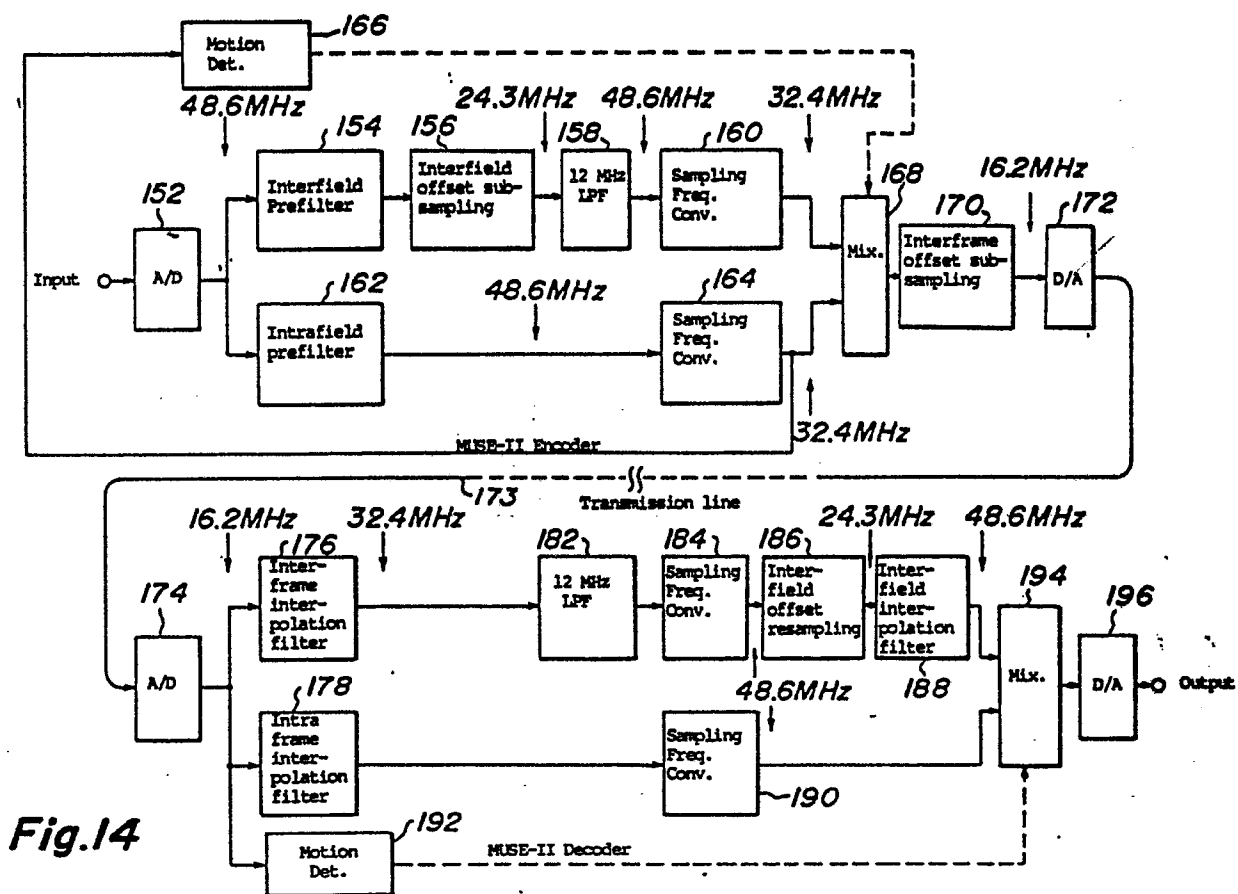 166
Motion
Det.
48.6MHz
24.3MHz
48.6MHz
32.4MHz
154
156
158
160
168
16.2MHz
152
Interfield
Prefilter
Interfield
offset sub-
sampling
12 MHz
LPF
Sampling
Freq.
Conv.
170
172
Input
A/D
Mix.
Interframe
offset sub-
sampling
D/A
162
48.6MHz
164
Intrafield
prefilter
Sampling
Freq.
Conv.
32.4MHz
MUSE-II Encoder
173
Transmission line
16.2MHz
32.4MHz
24.3MHz
48.6MHz
176
182
184
186
194
174
Inter-
frame
inter-
polation
filter
12 MHz
LPF
Sampling
Freq.
Conv.
Inter-
field
offset
resampling
Inter-
field
inter-
polation
filter
196
A/D
178
48.6MHz
188
Mix.
D/A
Output
Intra
frame
inter-
polation
filter
Sampling
Freq.
Conv.
190
Fig.14
192
Motion
Det.
MUSE-II Decoder